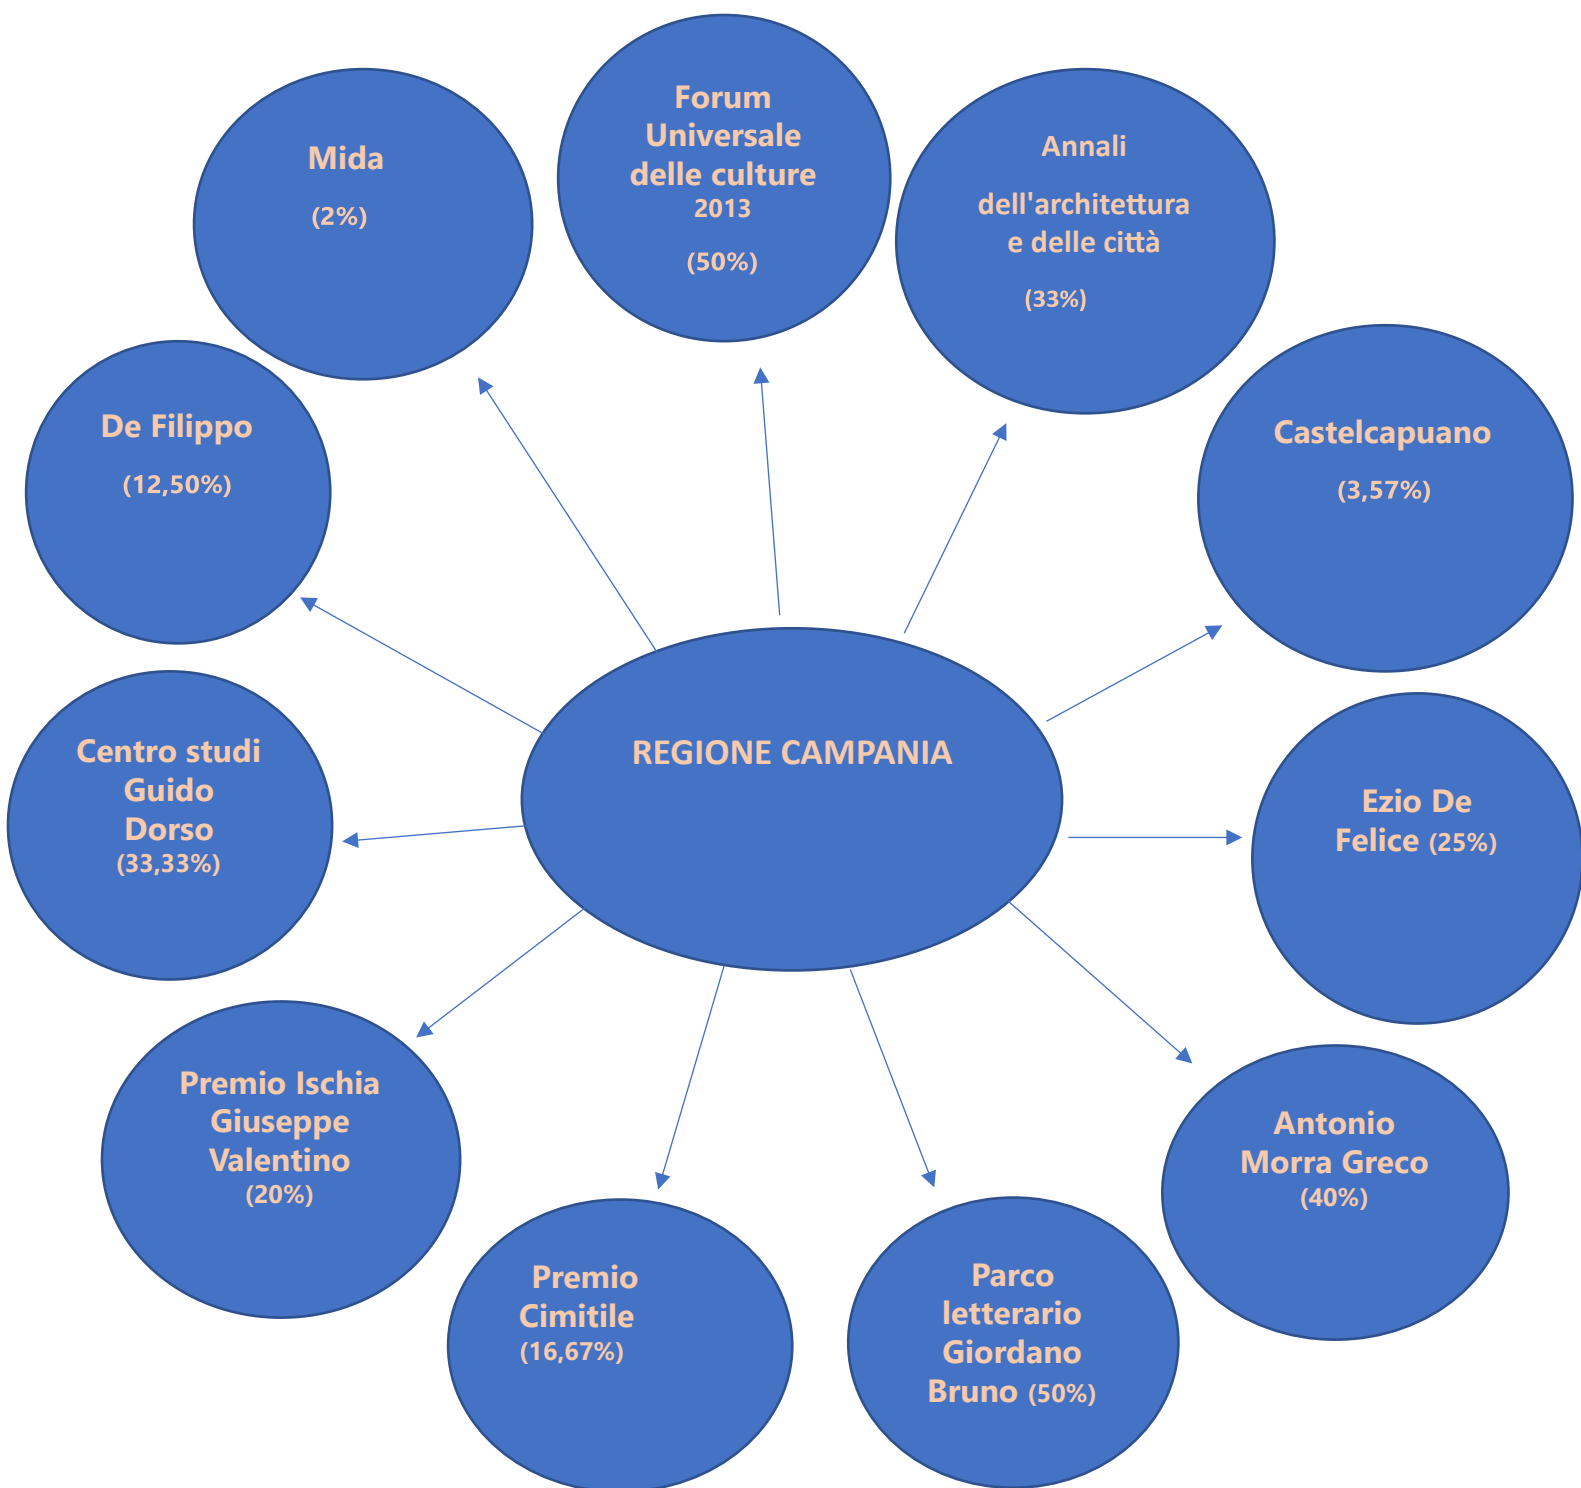 Forum
Universale
delle culture
2013
(50%)
Mida
(2%)
Annali
dell'architettura
e delle città
(33%)
De Filippo
(12,50%)
Castelcapuano
(3,57%)
Centro studi
Guido
Dorso
(33,33%)
REGIONE CAMPANIA
Ezio De
Felice (25%)
Premio Ischia
Giuseppe
Valentino
(20%)
Antonio
Morra Greco
(40%)
Premio
Cimitile
(16,67%)
Parco
letterario
Giordano
Bruno (50%)